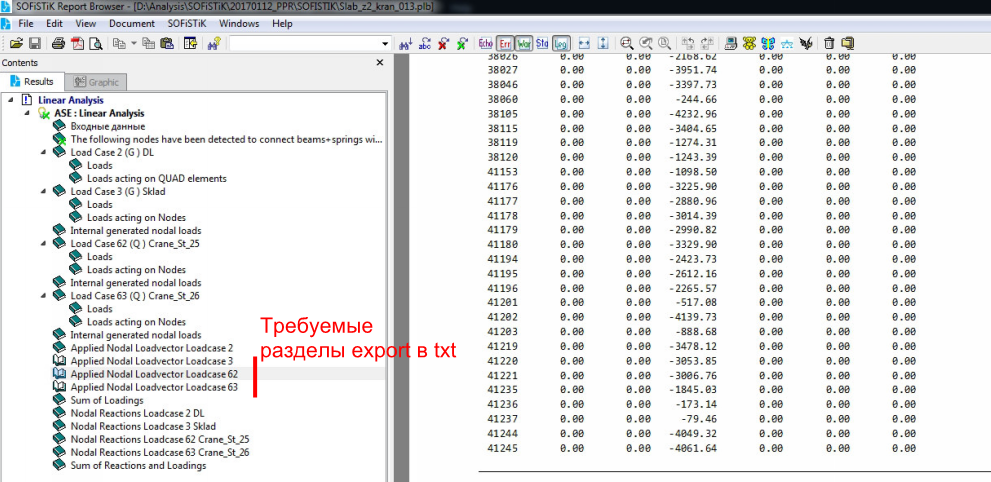 SOFiSTiK Report Browser - [D:\Analysis\SOFiSTiK\20170112_PPR\SOFISTIK\Slab_z2_kran_013.plb]
File Edit View Document SOFiSTiK Windows Help
Echo Err War Sta Log
Contents
Results Graphic
Linear Analysis
ASE : Linear Analysis
Входные данные
The following nodes have been detected to connect beams+springs wi...
Load Case 2 (G ) DL
Loads
Loads acting on QUAD elements
Load Case 3 (G ) Sklad
Loads
Loads acting on Nodes
Internal generated nodal loads
Load Case 62 (Q ) Crane_St_25
Loads
Loads acting on Nodes
Internal generated nodal loads
Load Case 63 (Q ) Crane_St_26
Loads
Loads acting on Nodes
Internal generated nodal loads
Applied Nodal Loadvector Loadcase 2
Applied Nodal Loadvector Loadcase 3
Applied Nodal Loadvector Loadcase 62
Applied Nodal Loadvector Loadcase 63
Sum of Loadings
Nodal Reactions Loadcase 2 DL
Nodal Reactions Loadcase 3 Sklad
Nodal Reactions Loadcase 62 Crane_St_25
Nodal Reactions Loadcase 63 Crane_St_26
Sum of Reactions and Loadings
Требуемые
разделы export в txt
38026 0.00 0.00 -2168.62 0.00 0.00 0.00
38027 0.00 0.00 -3951.74 0.00 0.00 0.00
38046 0.00 0.00 -3397.73 0.00 0.00 0.00
38060 0.00 0.00 -244.66 0.00 0.00 0.00
38105 0.00 0.00 -4232.96 0.00 0.00 0.00
38115 0.00 0.00 -3404.65 0.00 0.00 0.00
38119 0.00 0.00 -1274.31 0.00 0.00 0.00
38120 0.00 0.00 -1243.39 0.00 0.00 0.00
41153 0.00 0.00 -1098.50 0.00 0.00 0.00
41176 0.00 0.00 -3225.90 0.00 0.00 0.00
41177 0.00 0.00 -2880.96 0.00 0.00 0.00
41178 0.00 0.00 -3014.39 0.00 0.00 0.00
41179 0.00 0.00 -2990.82 0.00 0.00 0.00
41180 0.00 0.00 -3329.90 0.00 0.00 0.00
41194 0.00 0.00 -2423.73 0.00 0.00 0.00
41195 0.00 0.00 -2612.16 0.00 0.00 0.00
41196 0.00 0.00 -2265.57 0.00 0.00 0.00
41201 0.00 0.00 -517.08 0.00 0.00 0.00
41202 0.00 0.00 -4139.73 0.00 0.00 0.00
41203 0.00 0.00 -888.68 0.00 0.00 0.00
41219 0.00 0.00 -3478.12 0.00 0.00 0.00
41220 0.00 0.00 -3053.85 0.00 0.00 0.00
41221 0.00 0.00 -3006.76 0.00 0.00 0.00
41235 0.00 0.00 -1845.03 0.00 0.00 0.00
41236 0.00 0.00 -173.14 0.00 0.00 0.00
41237 0.00 0.00 -79.46 0.00 0.00 0.00
41244 0.00 0.00 -4049.32 0.00 0.00 0.00
41245 0.00 0.00 -4061.64 0.00 0.00 0.00